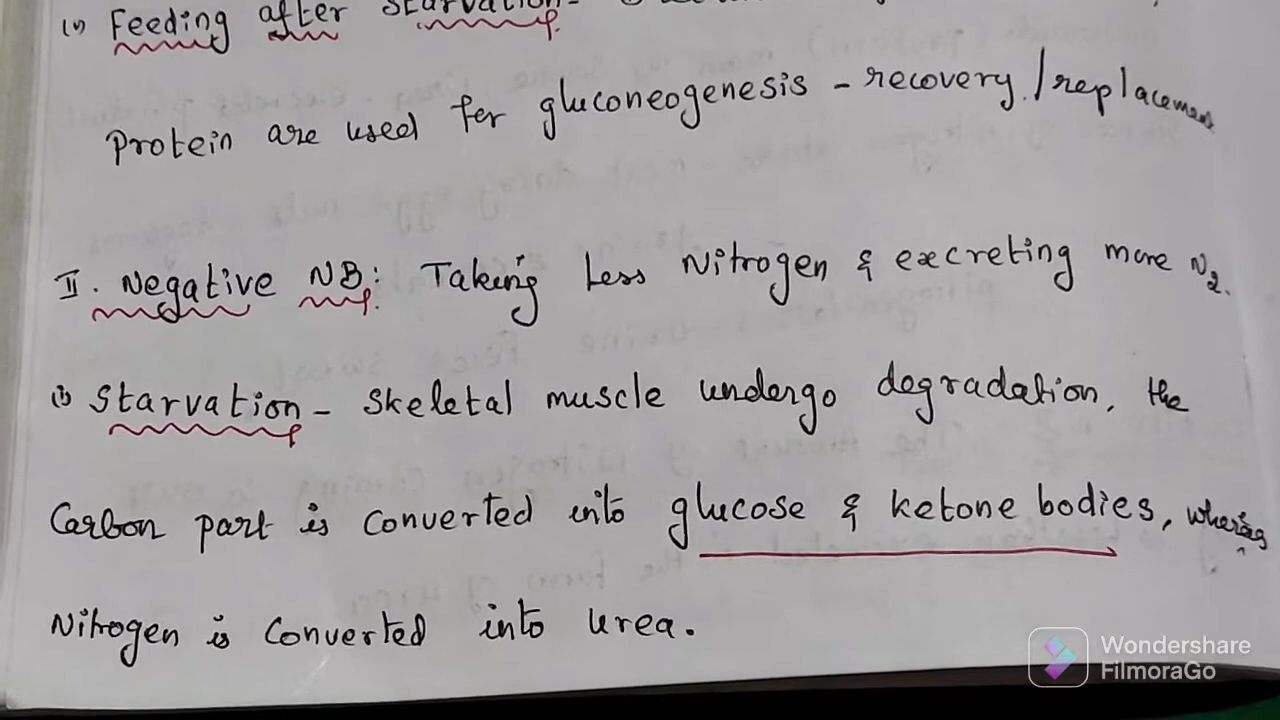 (v) Feeding after starvation -
Protein are used for gluconeogenesis - recovery./replacement
II. Negative NB: Taking Less Nitrogen & excreting more N2.
(i) Starvation - Skeletal muscle undergo degradation, the
Carbon part is converted into glucose & ketone bodies, whereas
Nitrogen is converted into urea.
Wondershare
FilmoraGo